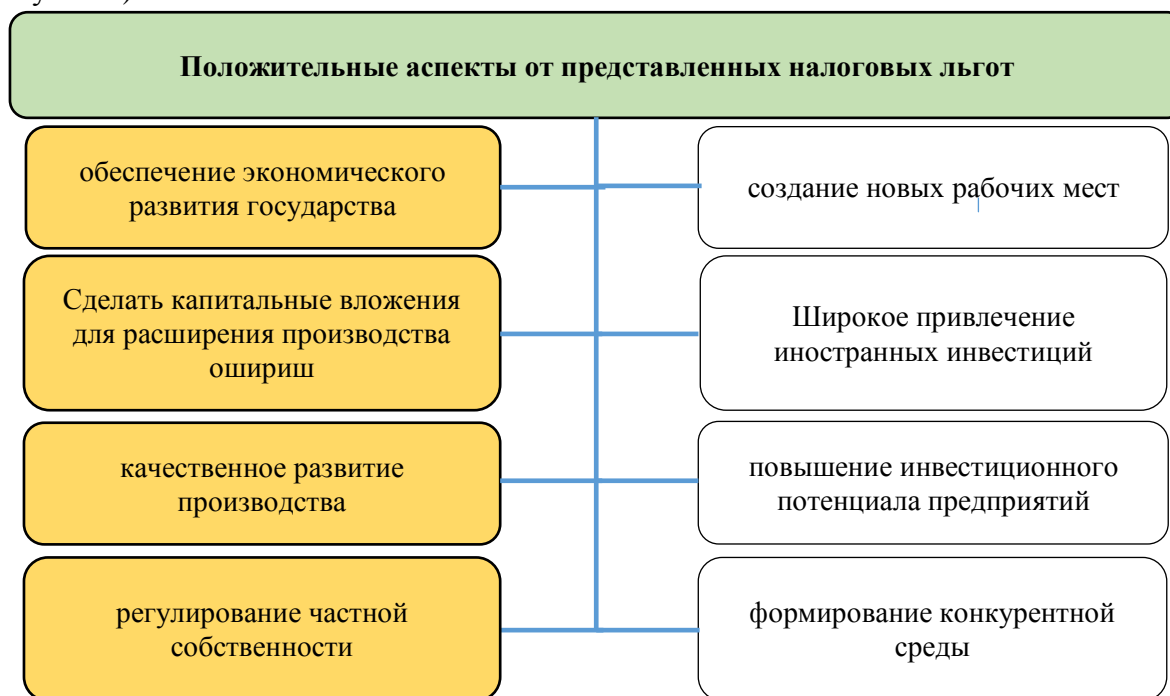 Положительные аспекты от представленных налоговых льгот
обеспечение экономического
развития государства
создание новых рабочих мест
Сделать капитальные вложения
для расширения производства
ошириш
Широкое привлечение
иностранных инвестиций
качественное развитие
производства
повышение инвестиционного
потенциала предприятий
регулирование частной
собственности
формирование конкурентной
среды